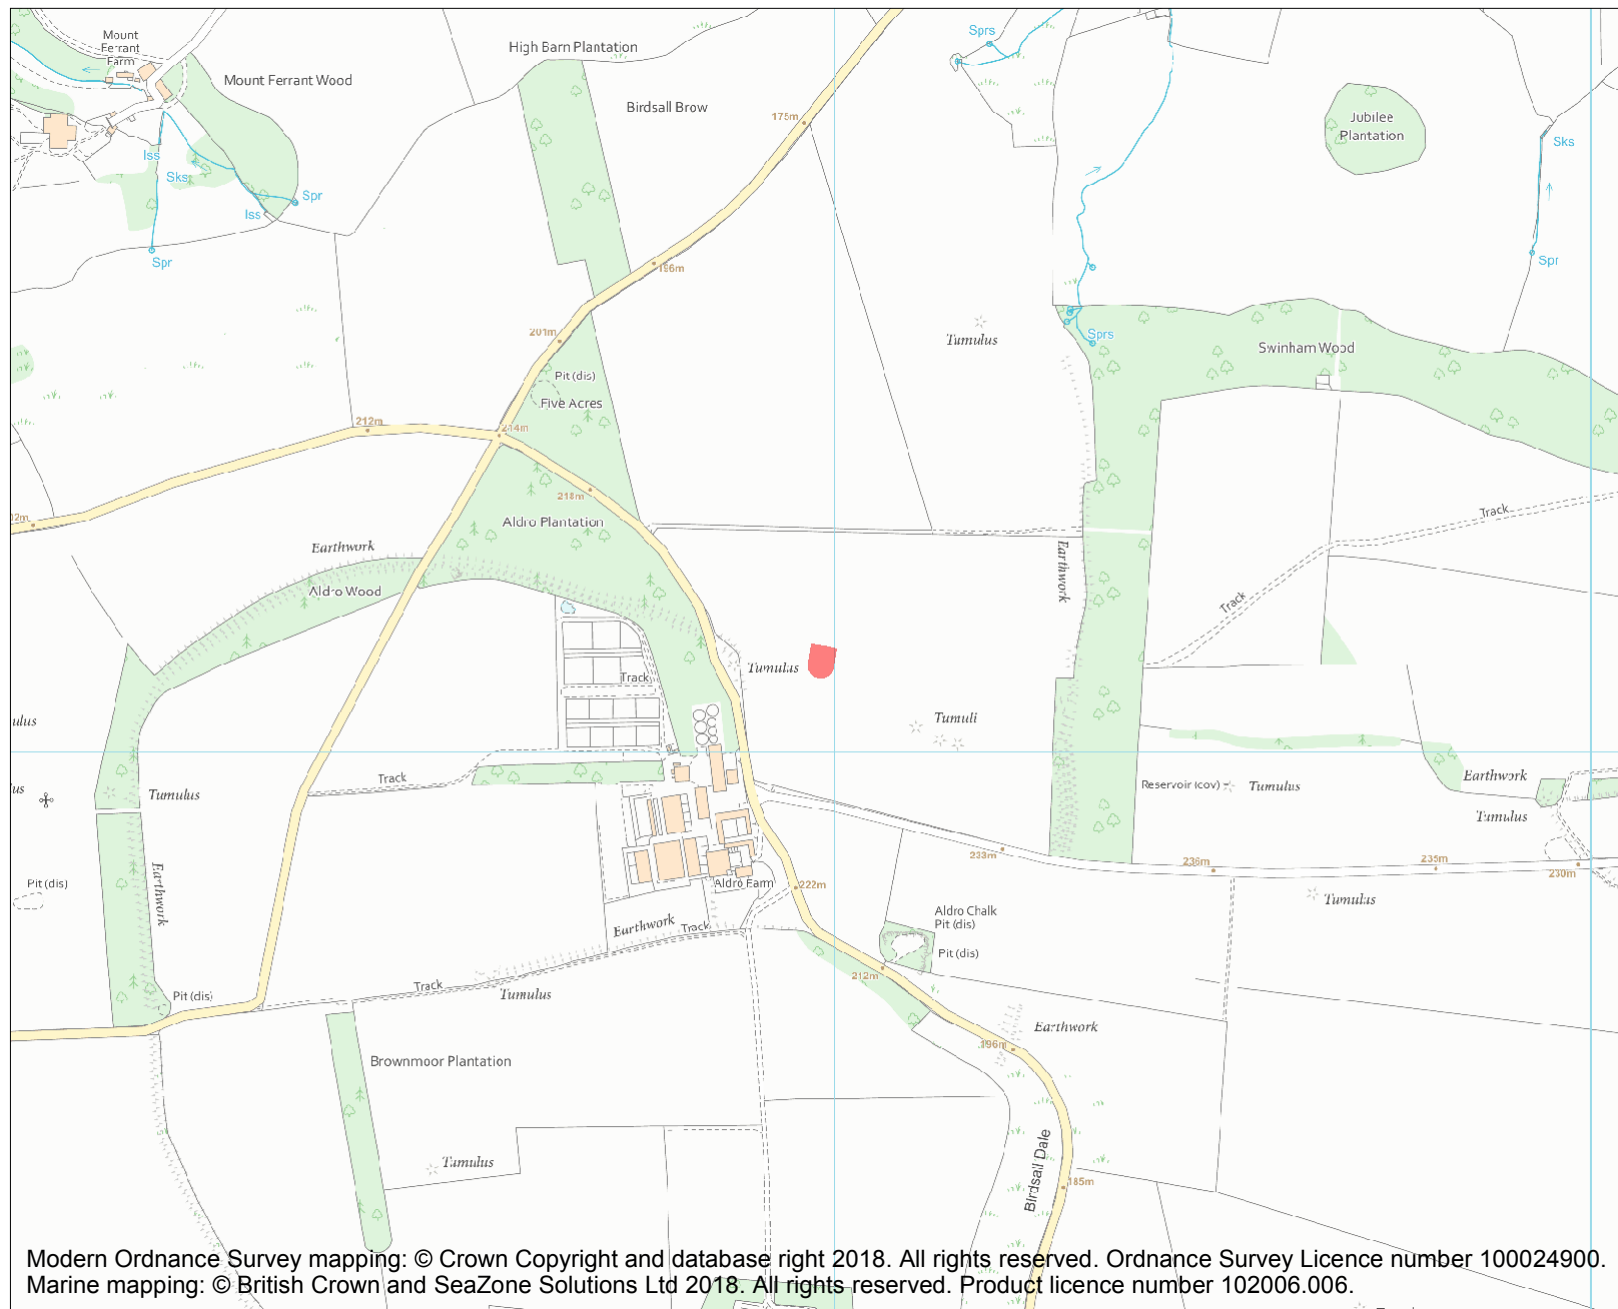 Mount
Ferrant
Farm
Mount Ferrant Wood
High Barn Plantation
Birdsall Brow
Sprs
175m
Jubilee
Plantation
Sks
Iss
Sks
Iss
Spr
Spr
Spr
196m
201m
Tumulus
Sprs
Swinham Wood
Pit (dis)
Five Acres
212m
214m
218m
12m
Aldro Plantation
Track
Earthwork
Earthwork
Aldro Wood
Track
Tumulus
Track
ulus
Tumuli
Track
us
Tumulus
Reservoir (cov)
Tumulus
Earthwork
Tumulus
233m
236m
235m
230m
Earthwork
Pit (dis)
Aldro Farm
222m
Tumulus
Aldro Chalk
Pit (dis)
Earthwork
Track
Pit (dis)
212m
Track
Tumulus
Pit (dis)
Earthwork
196m
Brownmoor Plantation
Tumulus
Birdsall Dale
185m
Modern Ordnance Survey mapping: © Crown Copyright and database right 2018. All rights reserved. Ordnance Survey Licence number 100024900.
Marine mapping: © British Crown and SeaZone Solutions Ltd 2018. All rights reserved. Product licence number 102006.006.